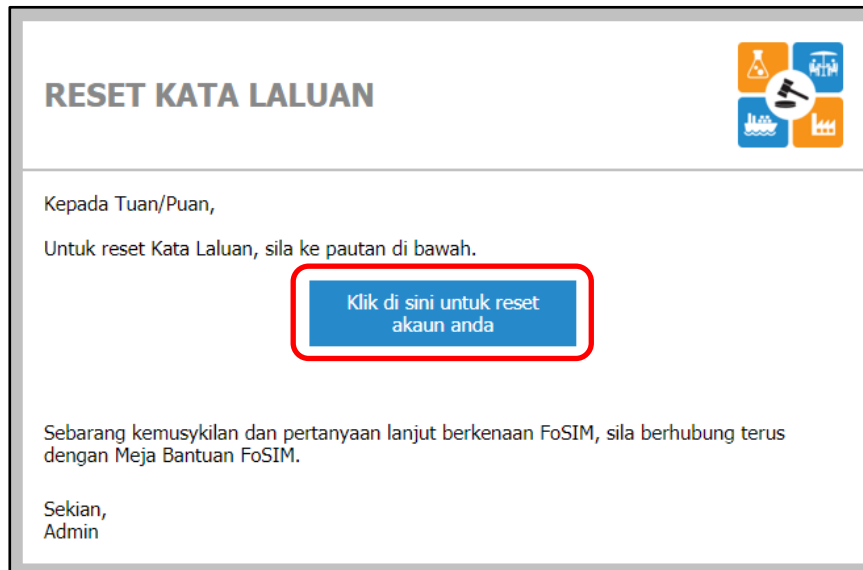 RESET KATA LALUAN
Kepada Tuan/Puan,
Untuk reset Kata Laluan, sila ke pautan di bawah.
Klik di sini untuk reset
akaun anda
Sebarang kemusykilan dan pertanyaan lanjut berkenaan FoSIM, sila berhubung terus
dengan Meja Bantuan FoSIM.
Sekian,
Admin